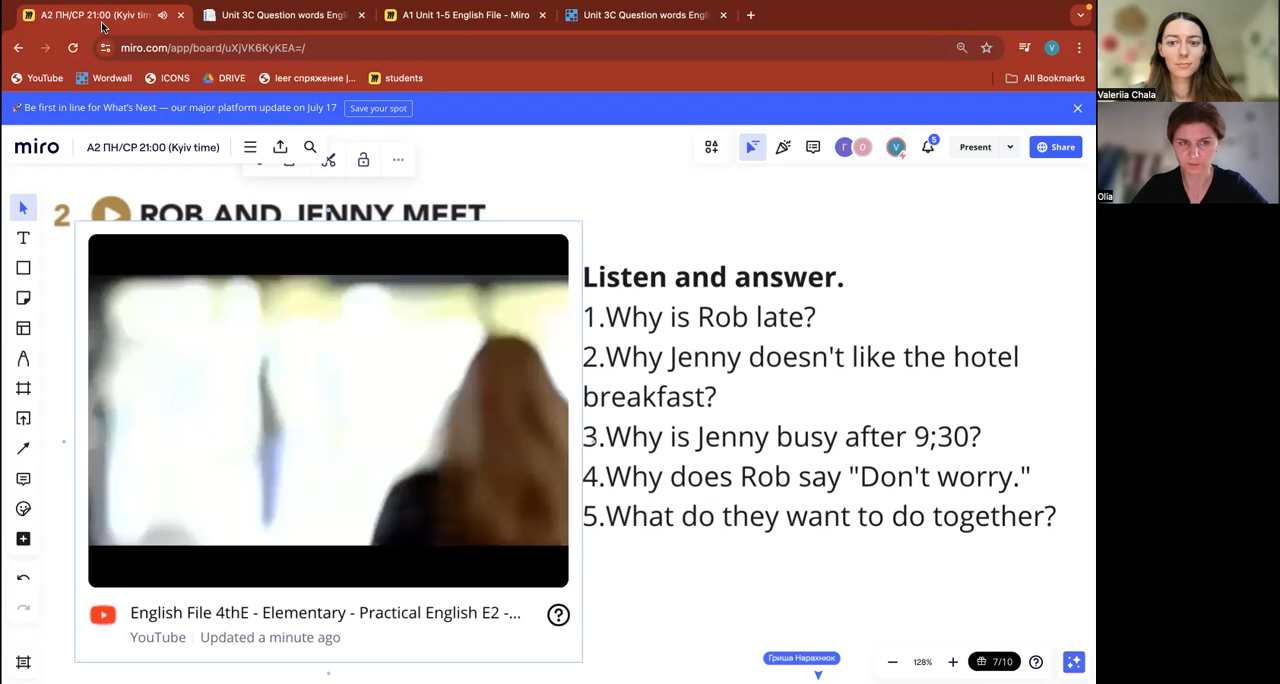 A2 ПН/СР 21:00 (Kyiv tim
Unit 3C Question words Engl
A1 Unit 1-5 English File - Miro
Unit 3C Question words Engl
miro.com/app/board/uXjVK6KyKEA=/
YouTube
Wordwall
ICONS
DRIVE
leer спряжение |...
students
All Bookmarks
Be first in line for What's Next — our major platform update on July 17
Save your spot
miro
A2 ПН/СР 21:00 (Kyiv time)
Г
O
V
5
Present
Share
2 ROB AND JENNY MEET
Listen and answer.
1.Why is Rob late?
2.Why Jenny doesn't like the hotel
breakfast?
3.Why is Jenny busy after 9;30?
4.Why does Rob say "Don't worry."
5.What do they want to do together?
English File 4thE - Elementary - Practical English E2 -...
YouTube
Updated a minute ago
Гриша Нарахнюк
128%
7/10
Valeriia Chala
Olia